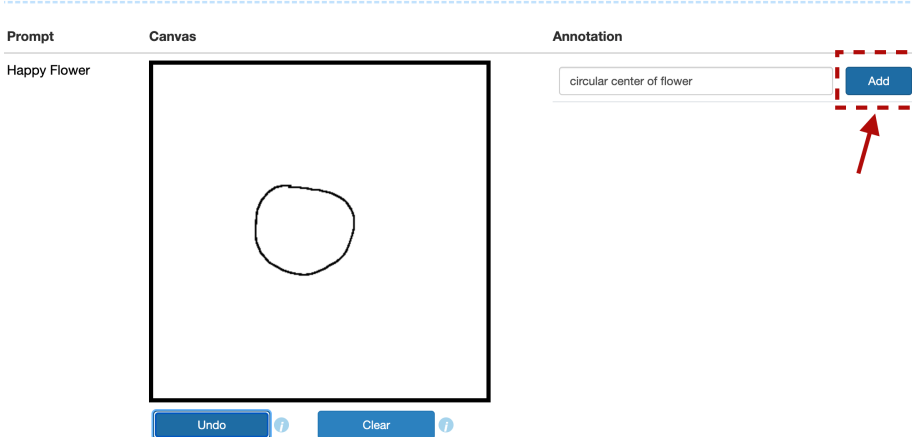 Prompt Canvas Annotation
Happy Flower
circular center of flower Add
Undo i Clear i